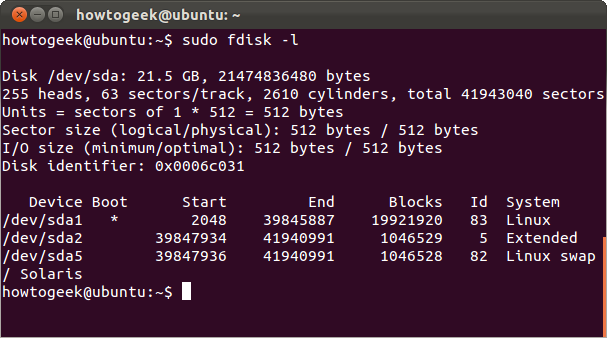 howtogeek@ubuntu: ~
howtogeek@ubuntu:~$ sudo fdisk -l
Disk /dev/sda: 21.5 GB, 21474836480 bytes
255 heads, 63 sectors/track, 2610 cylinders, total 41943040 sectors
Units = sectors of 1 * 512 = 512 bytes
Sector size (logical/physical): 512 bytes / 512 bytes
I/O size (minimum/optimal): 512 bytes / 512 bytes
Disk identifier: 0x0006c031
   Device Boot      Start         End      Blocks   Id  System
/dev/sda1   *        2048    39845887    19921920   83  Linux
/dev/sda2        39847934    41940991     1046529    5  Extended
/dev/sda5        39847936    41940991     1046528   82  Linux swap
/ Solaris
howtogeek@ubuntu:~$